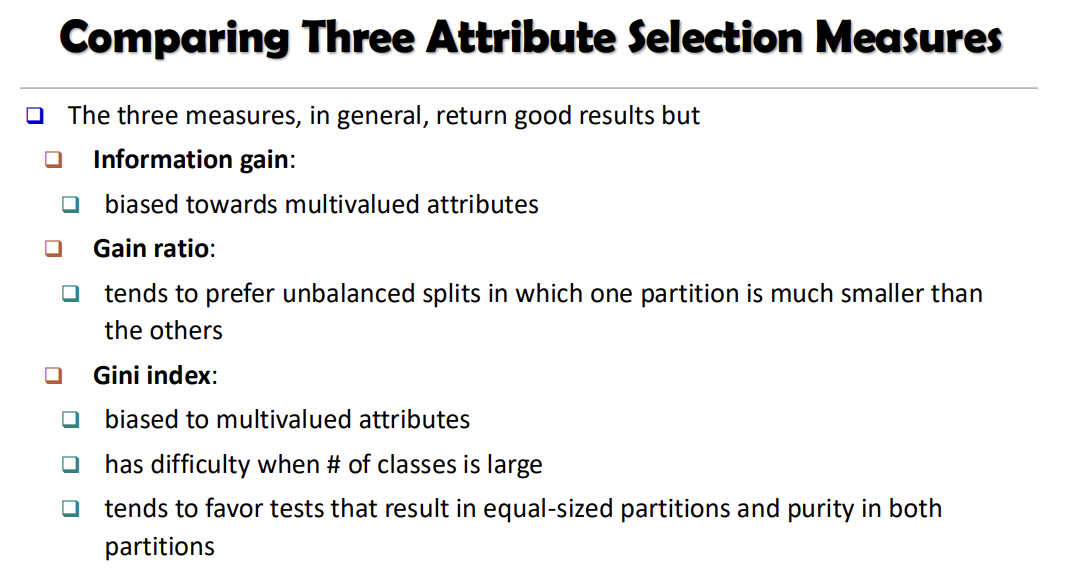 Comparing Three Attribute Selection Measures
The three measures, in general, return good results but
Information gain:
biased towards multivalued attributes
Gain ratio:
tends to prefer unbalanced splits in which one partition is much smaller than
the others
Gini index:
biased to multivalued attributes
has difficulty when # of classes is large
tends to favor tests that result in equal-sized partitions and purity in both
partitions